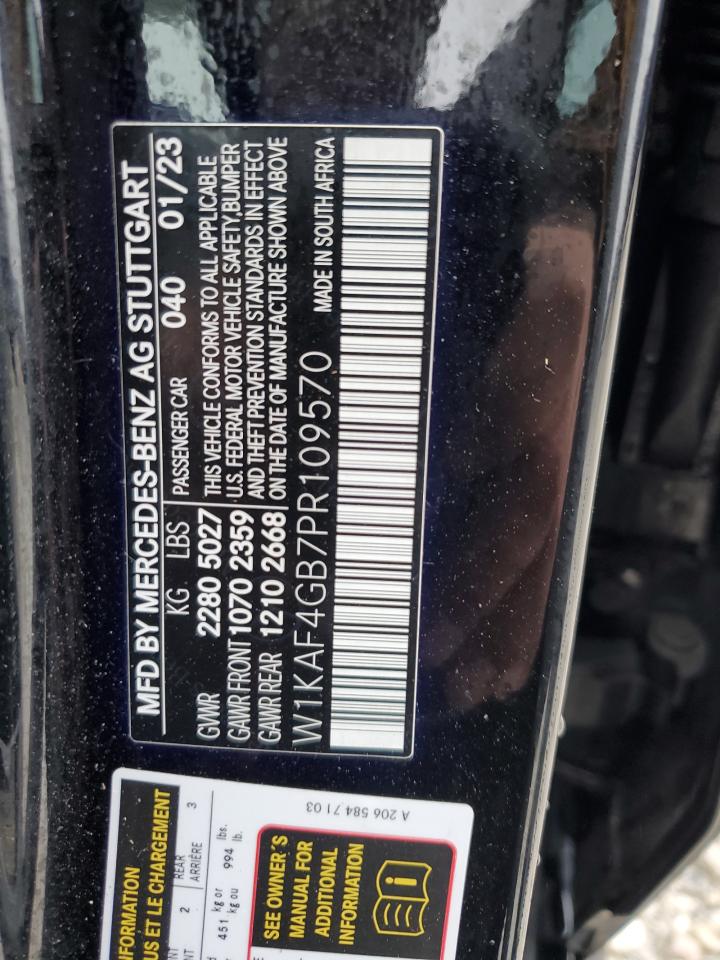 MFD BY MERCEDES-BENZ AG STUTTGART
KG LBS PASSENGER CAR 040 01/23
GVWR 2280 5027
GAWR FRONT 1070 2359
GAWR REAR 1210 2668
THIS VEHICLE CONFORMS TO ALL APPLICABLE
U.S. FEDERAL MOTOR VEHICLE SAFETY,BUMPER
AND THEFT PREVENTION STANDARDS IN EFFECT
ON THE DATE OF MANUFACTURE SHOWN ABOVE
W1KAF4GB7PR109570 MADE IN SOUTH AFRICA
US ET LE CHARGEMENT
2 REAR 3
ARRIÈRE
451 kg or 994 lbs.
kg ou lb.
SEE OWNER'S
MANUAL FOR
ADDITIONAL
INFORMATION
A 206 584 71 03